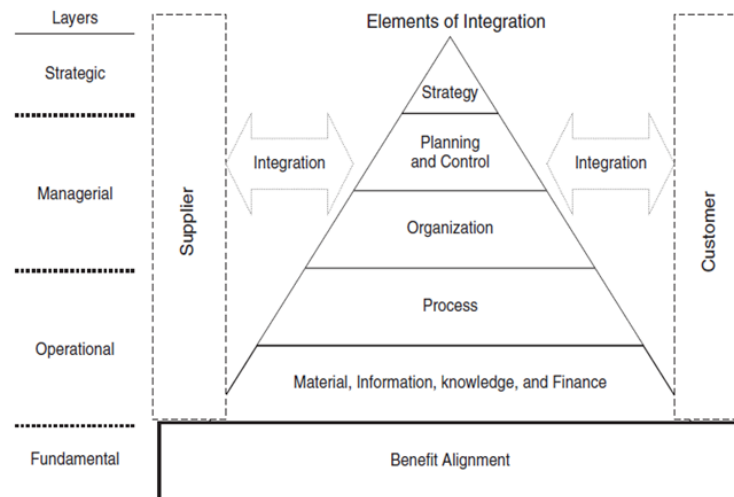 Layers
Elements of Integration
Strategic
Strategy
Planning
and Control
Integration
Integration
Managerial
Supplier
Customer
Organization
Process
Operational
Material, Information, knowledge, and Finance
Fundamental
Benefit Alignment